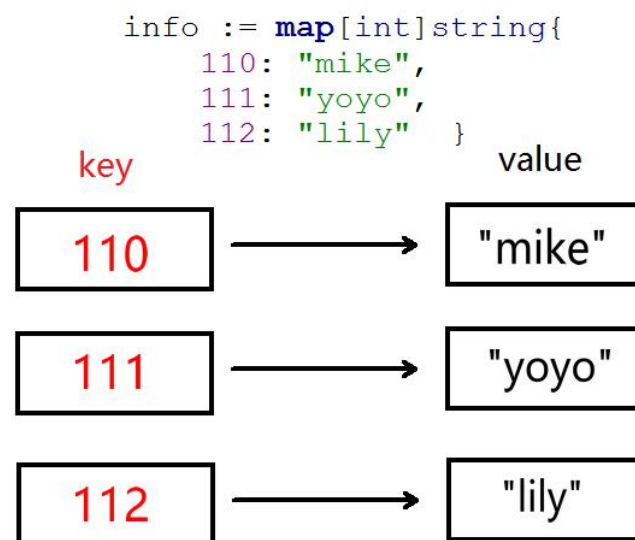 info := map[int]string{
110: "mike",
111: "yoyo",
112: "lily"  }
key
value
110
"mike"
111
"yoyo"
112
"lily"